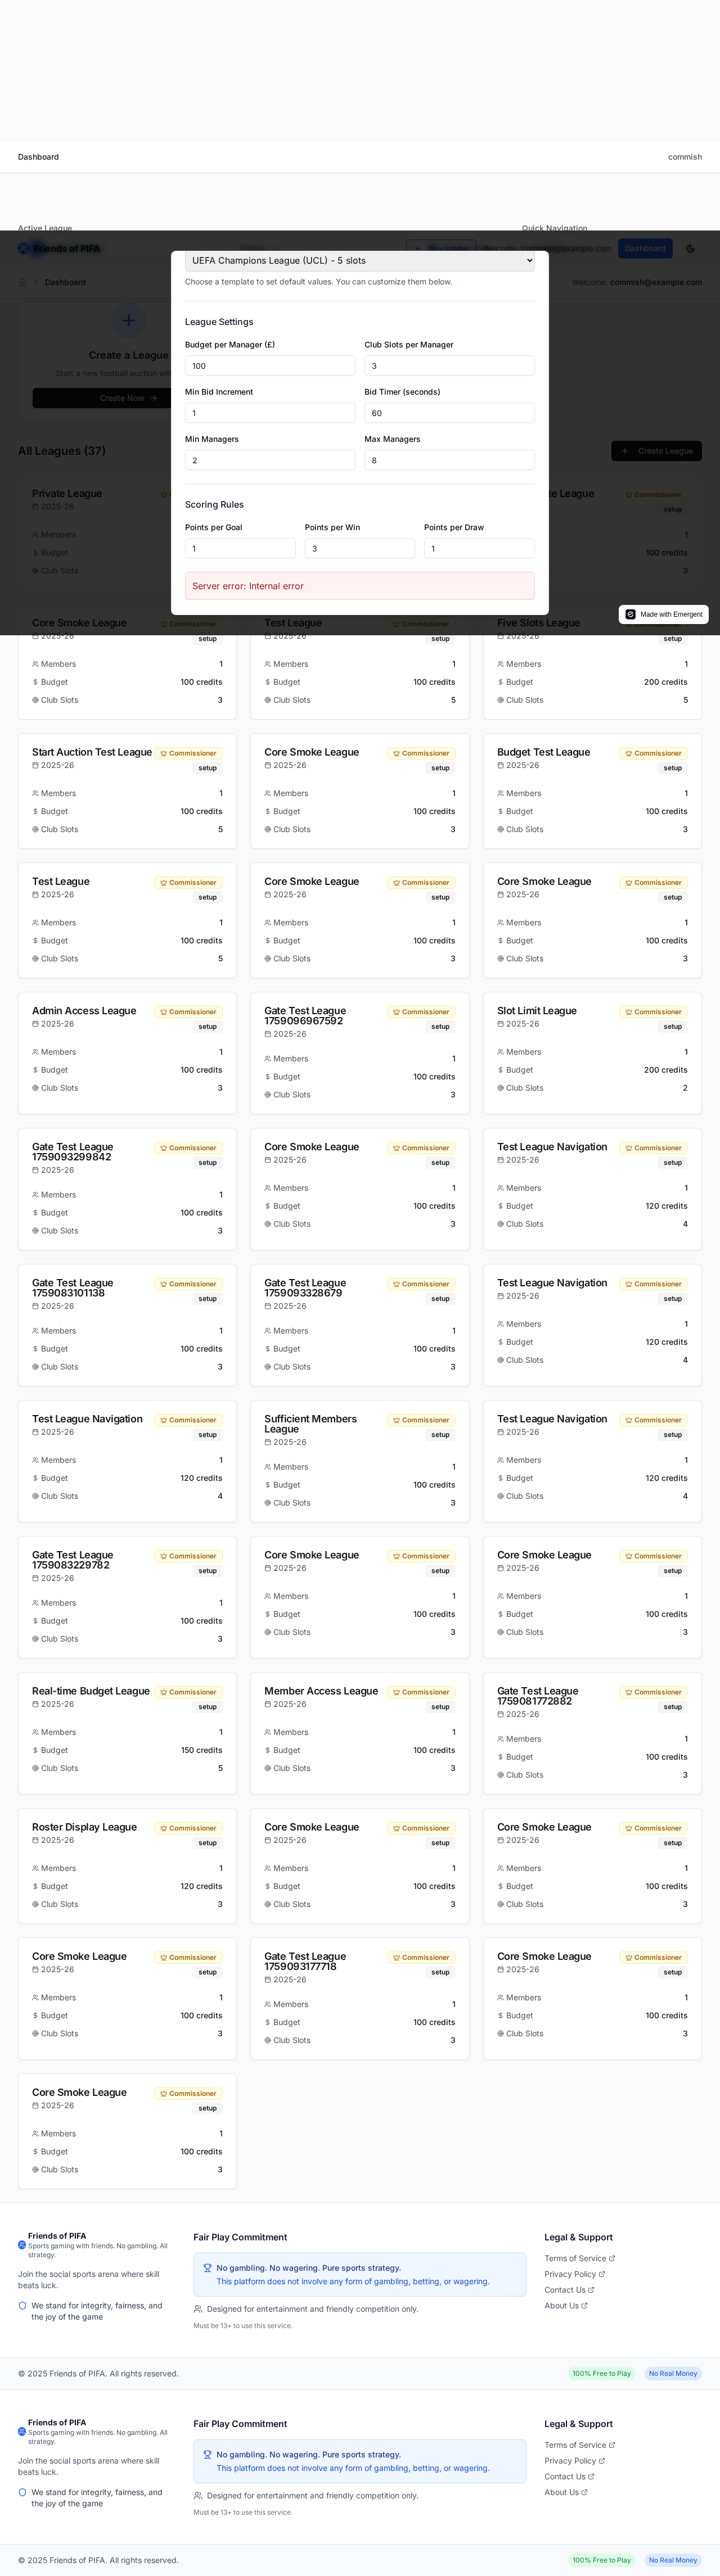 Dashboard
commish
Active League
Quick Navigation
Friends of PIFA
Welcome, commish@example.com
Dashboard
Dashboard
Welcome, commish@example.com
UEFA Champions League (UCL) - 5 slots
Choose a template to set default values. You can customize them below.
League Settings
Budget per Manager (£)
Club Slots per Manager
100
3
Min Bid Increment
Bid Timer (seconds)
1
60
Min Managers
Max Managers
2
8
Scoring Rules
Points per Goal
Points per Win
Points per Draw
1
3
1
Server error: Internal error
Create a League
Start a new football auction
Create Now
All Leagues (37)
Create League
Private League
2025-26
setup
Members
1
Budget
100 credits
Club Slots
3
Made with Emergent
Core Smoke League
Commissioner
Test League
Commissioner
Five Slots League
Commissioner
2025-26
setup
2025-26
setup
2025-26
setup
Members 1
Members 1
Members 1
Budget 100 credits
Budget 100 credits
Budget 200 credits
Club Slots 3
Club Slots 5
Club Slots 5
Start Auction Test League Commissioner
Core Smoke League Commissioner
Budget Test League Commissioner
2025-26 setup
2025-26 setup
2025-26 setup
Members 1
Members 1
Members 1
Budget 100 credits
Budget 100 credits
Budget 100 credits
Club Slots 5
Club Slots 3
Club Slots 3
Test League Commissioner
Core Smoke League Commissioner
Core Smoke League Commissioner
2025-26 setup
2025-26 setup
2025-26 setup
Members 1
Members 1
Members 1
Budget 100 credits
Budget 100 credits
Budget 100 credits
Club Slots 5
Club Slots 3
Club Slots 3
Admin Access League Commissioner
Gate Test League 1759096967592 Commissioner
Slot Limit League Commissioner
2025-26 setup
2025-26 setup
2025-26 setup
Members 1
Members 1
Members 1
Budget 100 credits
Budget 100 credits
Budget 200 credits
Club Slots 3
Club Slots 3
Club Slots 2
Gate Test League 1759093299842 Commissioner
Core Smoke League Commissioner
Test League Navigation Commissioner
2025-26 setup
2025-26 setup
2025-26 setup
Members 1
Members 1
Members 1
Budget 100 credits
Budget 100 credits
Budget 120 credits
Club Slots 3
Club Slots 3
Club Slots 4
Gate Test League 1759083101138 Commissioner
Gate Test League 1759093328679 Commissioner
Test League Navigation Commissioner
2025-26 setup
2025-26 setup
2025-26 setup
Members 1
Members 1
Members 1
Budget 100 credits
Budget 100 credits
Budget 120 credits
Club Slots 3
Club Slots 3
Club Slots 4
Test League Navigation Commissioner
Sufficient Members League Commissioner
Test League Navigation Commissioner
2025-26 setup
2025-26 setup
2025-26 setup
Members 1
Members 1
Members 1
Budget 120 credits
Budget 100 credits
Budget 120 credits
Club Slots 4
Club Slots 3
Club Slots 4
Gate Test League 1759083229782 Commissioner
Core Smoke League Commissioner
Core Smoke League Commissioner
2025-26 setup
2025-26 setup
2025-26 setup
Members 1
Members 1
Members 1
Budget 100 credits
Budget 100 credits
Budget 100 credits
Club Slots 3
Club Slots 3
Club Slots 3
Real-time Budget League Commissioner
Member Access League Commissioner
Gate Test League 1759081772882 Commissioner
2025-26 setup
2025-26 setup
2025-26 setup
Members 1
Members 1
Members 1
Budget 150 credits
Budget 100 credits
Budget 100 credits
Club Slots 5
Club Slots 3
Club Slots 3
Roster Display League Commissioner
Core Smoke League Commissioner
Core Smoke League Commissioner
2025-26 setup
2025-26 setup
2025-26 setup
Members 1
Members 1
Members 1
Budget 120 credits
Budget 100 credits
Budget 100 credits
Club Slots 3
Club Slots 3
Club Slots 3
Core Smoke League Commissioner
Gate Test League 1759093177718 Commissioner
Core Smoke League Commissioner
2025-26 setup
2025-26 setup
2025-26 setup
Members 1
Members 1
Members 1
Budget 100 credits
Budget 100 credits
Budget 100 credits
Club Slots 3
Club Slots 3
Club Slots 3
Core Smoke League Commissioner
2025-26 setup
Members 1
Budget 100 credits
Club Slots 3
Friends of PIFA
Sports gaming with friends. No gambling. All
strategy.
Join the social sports arena where skill
beats luck.
We stand for integrity, fairness, and
the joy of the game
Fair Play Commitment
No gambling. No wagering. Pure sports strategy.
This platform does not involve any form of gambling, betting, or wagering.
Designed for entertainment and friendly competition only.
Must be 13+ to use this service.
Legal & Support
Terms of Service
Privacy Policy
Contact Us
About Us
© 2025 Friends of PIFA. All rights reserved.
100% Free to Play
No Real Money
Friends of PIFA
Sports gaming with friends. No gambling. All
strategy.
Join the social sports arena where skill
beats luck.
We stand for integrity, fairness, and
the joy of the game
Fair Play Commitment
No gambling. No wagering. Pure sports strategy.
This platform does not involve any form of gambling, betting, or wagering.
Designed for entertainment and friendly competition only.
Must be 13+ to use this service.
Legal & Support
Terms of Service
Privacy Policy
Contact Us
About Us
© 2025 Friends of PIFA. All rights reserved.
100% Free to Play
No Real Money